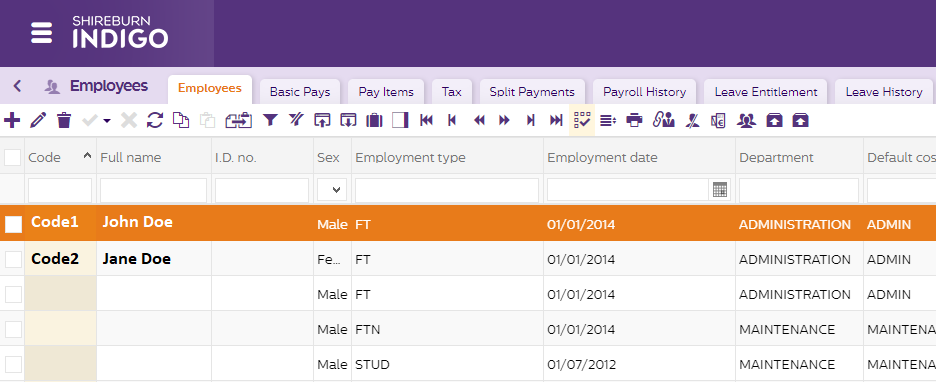 SHIREBURN
INDIGO
Employees Employees Basic Pays Pay Items Tax Split Payments Payroll History Leave Entitlement Leave History
Code Full name I.D. no. Sex Employment type Employment date Department Default cos
Code1 John Doe Male FT 01/01/2014 ADMINISTRATION ADMIN
Code2 Jane Doe Fe... FT 01/01/2014 ADMINISTRATION ADMIN
Male FT 01/01/2014 ADMINISTRATION ADMIN
Male FTN 01/01/2014 MAINTENANCE MAINTENA
Male STUD 01/07/2012 MAINTENANCE MAINTENA